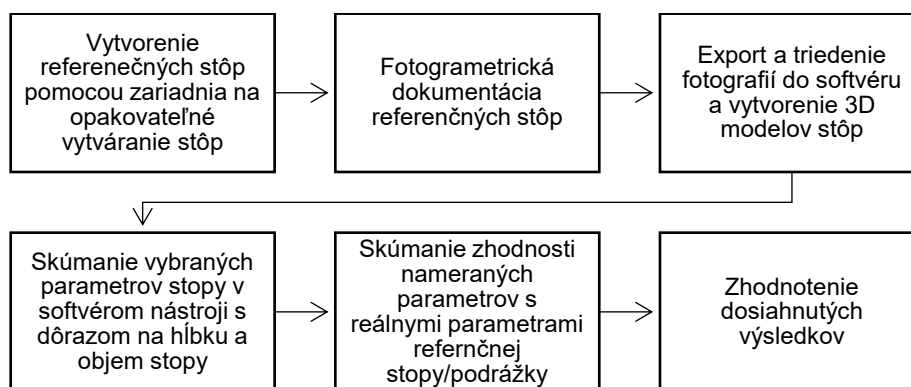 Vytvorenie
referenečných stôp
pomocou zariadnia na
opakovateľné
vytváranie stôp
Fotogrametrická
dokumentácia
referenčných stôp
Export a triedenie
fotografií do softvéru
a vytvorenie 3D
modelov stôp
Skúmanie vybraných
parametrov stopy v
softvérom nástroji s
dôrazom na hĺbku a
objem stopy
Skúmanie zhodnosti
nameraných
parametrov s
reálnymi parametrami
refernčnej
stopy/podrážky
Zhodnotenie
dosiahnutých
výsledkov